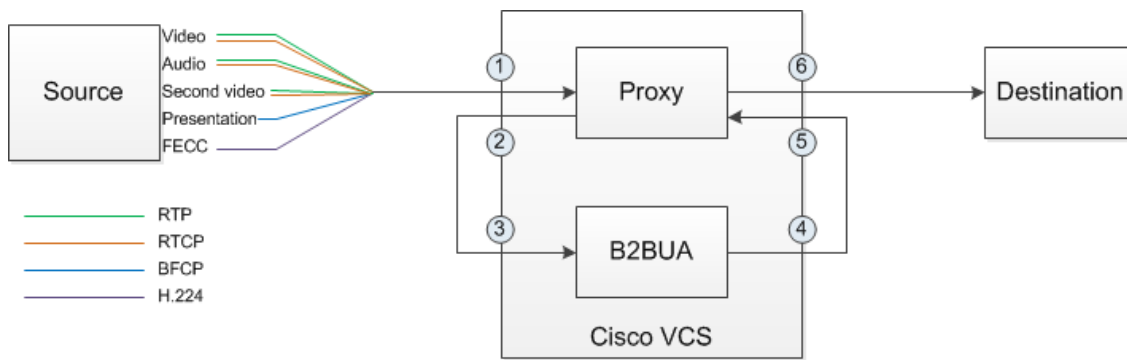 Source
Video
Audio
Second video
Presentation
FECC
1
2
3
Proxy
B2BUA
Cisco VCS
6
5
4
Destination
RTP
RTCP
BFCP
H.224